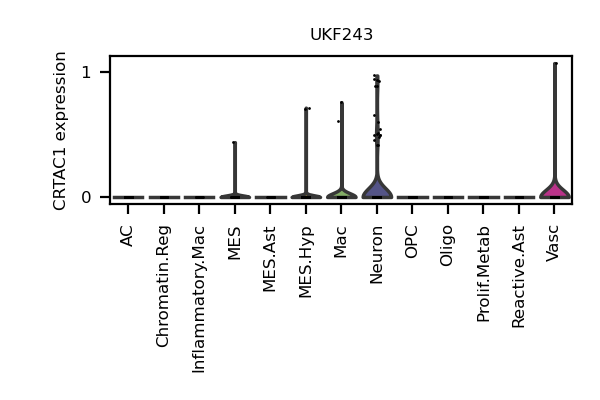 UKF243
CRTAC1 expression
1
0
AC
Chromatin.Reg
Inflammatory.Mac
MES
MES.Ast
MES.Hyp
Mac
Neuron
OPC
Oligo
Prolif.Metab
Reactive.Ast
Vasc